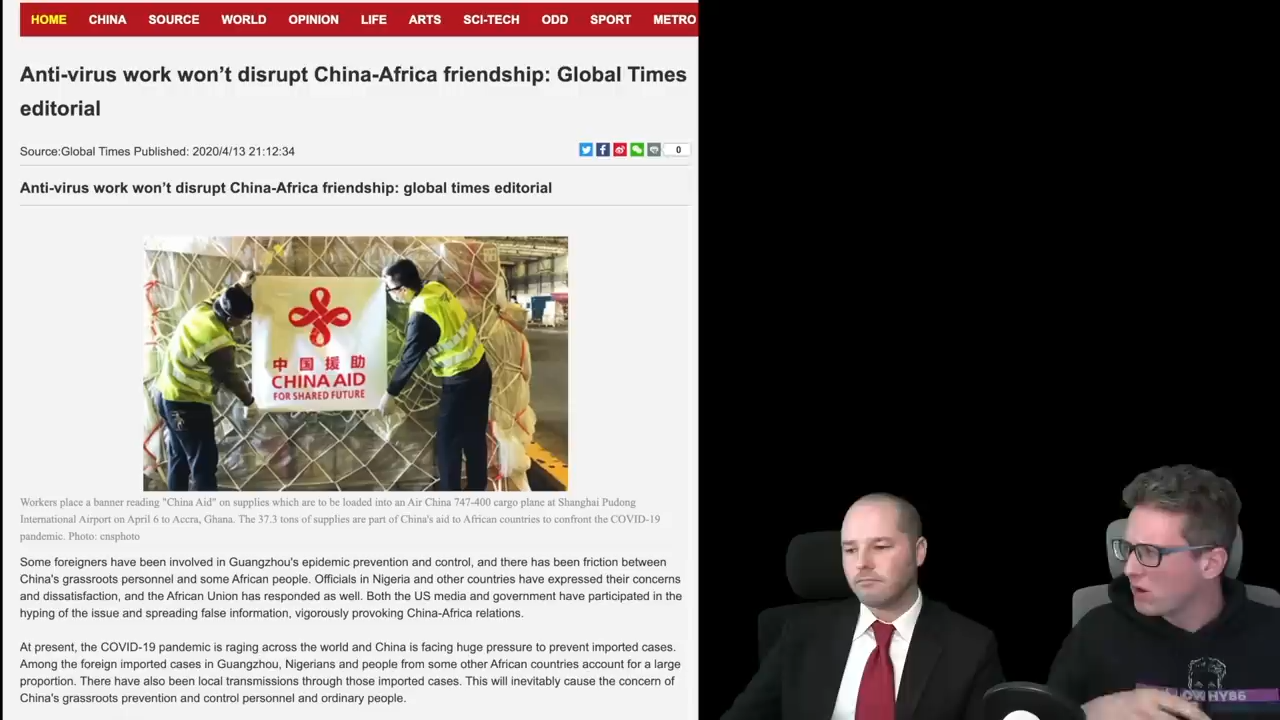 HOME CHINA SOURCE WORLD OPINION LIFE ARTS SCI-TECH ODD SPORT METRO
Anti-virus work won’t disrupt China-Africa friendship: Global Times
editorial
Source:Global Times Published: 2020/4/13 21:12:34
0
Anti-virus work won’t disrupt China-Africa friendship: global times editorial
中国援助
CHINA AID
FOR SHARED FUTURE
Workers place a banner reading "China Aid" on supplies which are to be loaded into an Air China 747-400 cargo plane at Shanghai Pudong
International Airport on April 6 to Accra, Ghana. The 37.3 tons of supplies are part of China's aid to African countries to confront the COVID-19
pandemic. Photo: cnsphoto
Some foreigners have been involved in Guangzhou's epidemic prevention and control, and there has been friction between
China's grassroots personnel and some African people. Officials in Nigeria and other countries have expressed their concerns
and dissatisfaction, and the African Union has responded as well. Both the US media and government have participated in the
hyping of the issue and spreading false information, vigorously provoking China-Africa relations.
At present, the COVID-19 pandemic is raging across the world and China is facing huge pressure to prevent imported cases.
Among the foreign imported cases in Guangzhou, Nigerians and people from some other African countries account for a large
proportion. There have also been local transmissions through those imported cases. This will inevitably cause the concern of
China's grassroots prevention and control personnel and ordinary people.